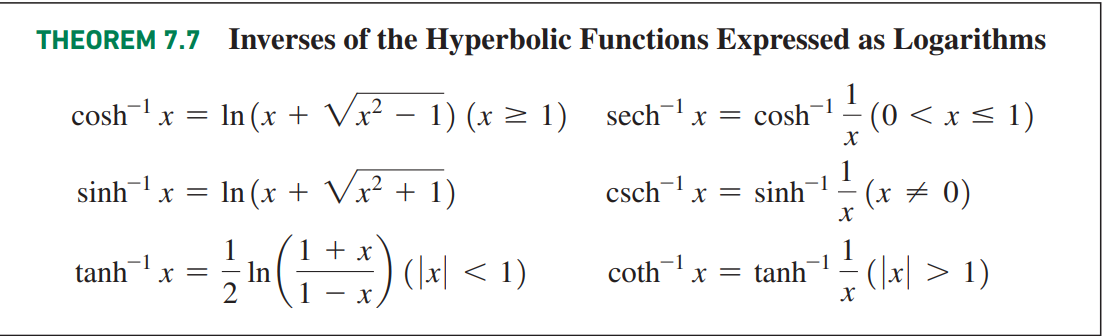 THEOREM 7.7 Inverses of the Hyperbolic Functions Expressed as Logarithms
cosh⁻¹ x = ln (x + √(x² − 1)) (x ≥ 1) sech⁻¹ x = cosh⁻¹ 1/x (0 < x ≤ 1)
sinh⁻¹ x = ln (x + √(x² + 1)) csch⁻¹ x = sinh⁻¹ 1/x (x ≠ 0)
tanh⁻¹ x = 1/2 ln ((1 + x)/(1 − x)) (|x| < 1) coth⁻¹ x = tanh⁻¹ 1/x (|x| > 1)